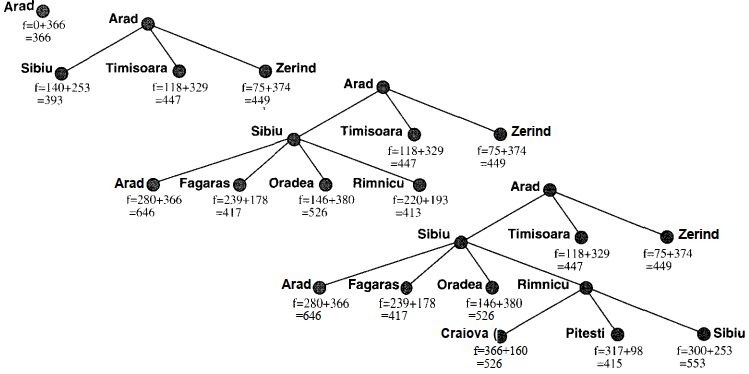 Arad
f=0+366
=366
Arad
Sibiu
f=140+253
=393
Timisoara
f=118+329
=447
Zerind
f=75+374
=449
Arad
Sibiu
Timisoara
f=118+329
=447
Zerind
f=75+374
=449
Arad
f=280+366
=646
Fagaras
f=239+178
=417
Oradea
f=146+380
=526
Rimnicu
f=220+193
=413
Arad
Sibiu
Timisoara
f=118+329
=447
Zerind
f=75+374
=449
Arad
f=280+366
=646
Fagaras
f=239+178
=417
Oradea
f=146+380
=526
Rimnicu
Craiova (
f=366+160
=526
Pitesti
f=317+98
=415
Sibiu
f=300+253
=553